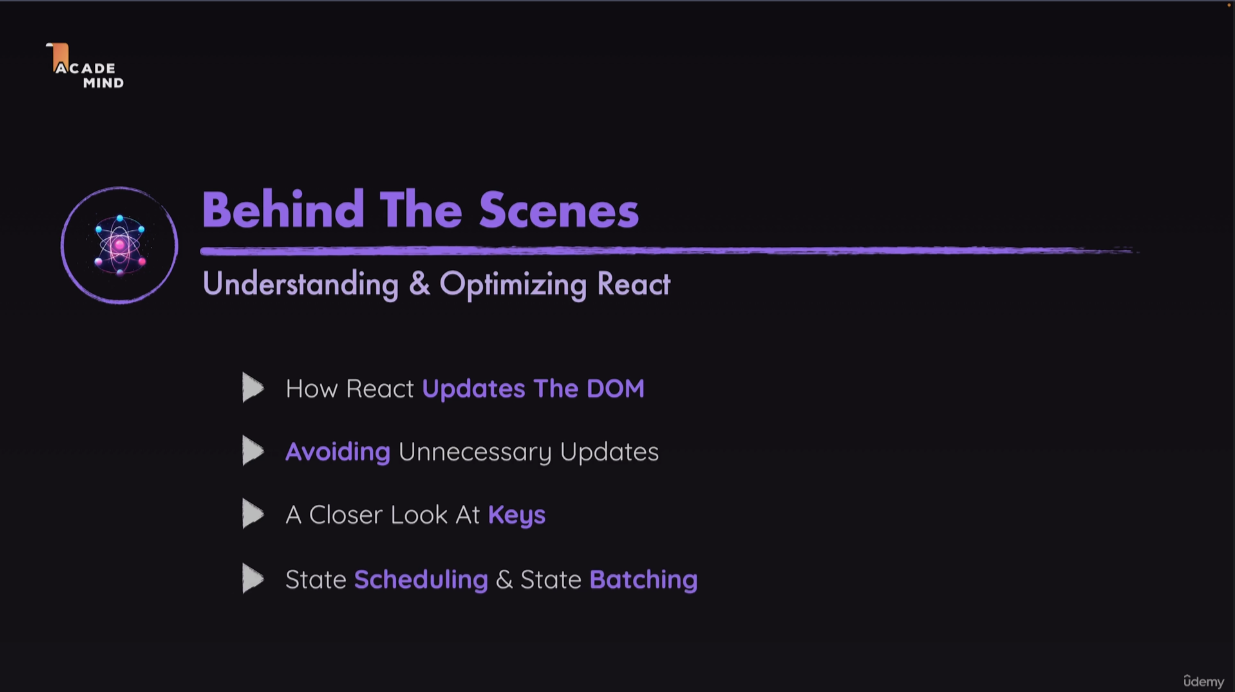 ACADE
MIND
Behind The Scenes
Understanding & Optimizing React
How React Updates The DOM
Avoiding Unnecessary Updates
A Closer Look At Keys
State Scheduling & State Batching
ûdemy